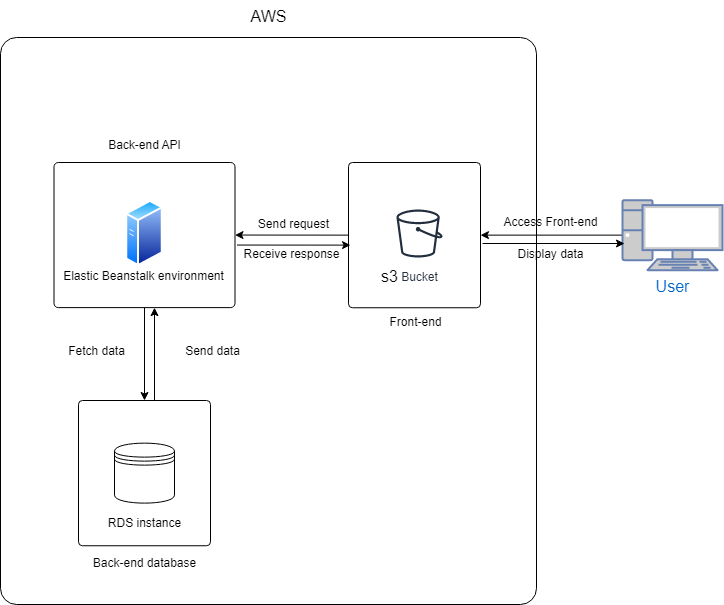 AWS
Back-end API
Send request
Receive response
Elastic Beanstalk environment
s3 Bucket
Front-end
Access Front-end
Display data
User
Fetch data
Send data
RDS instance
Back-end database